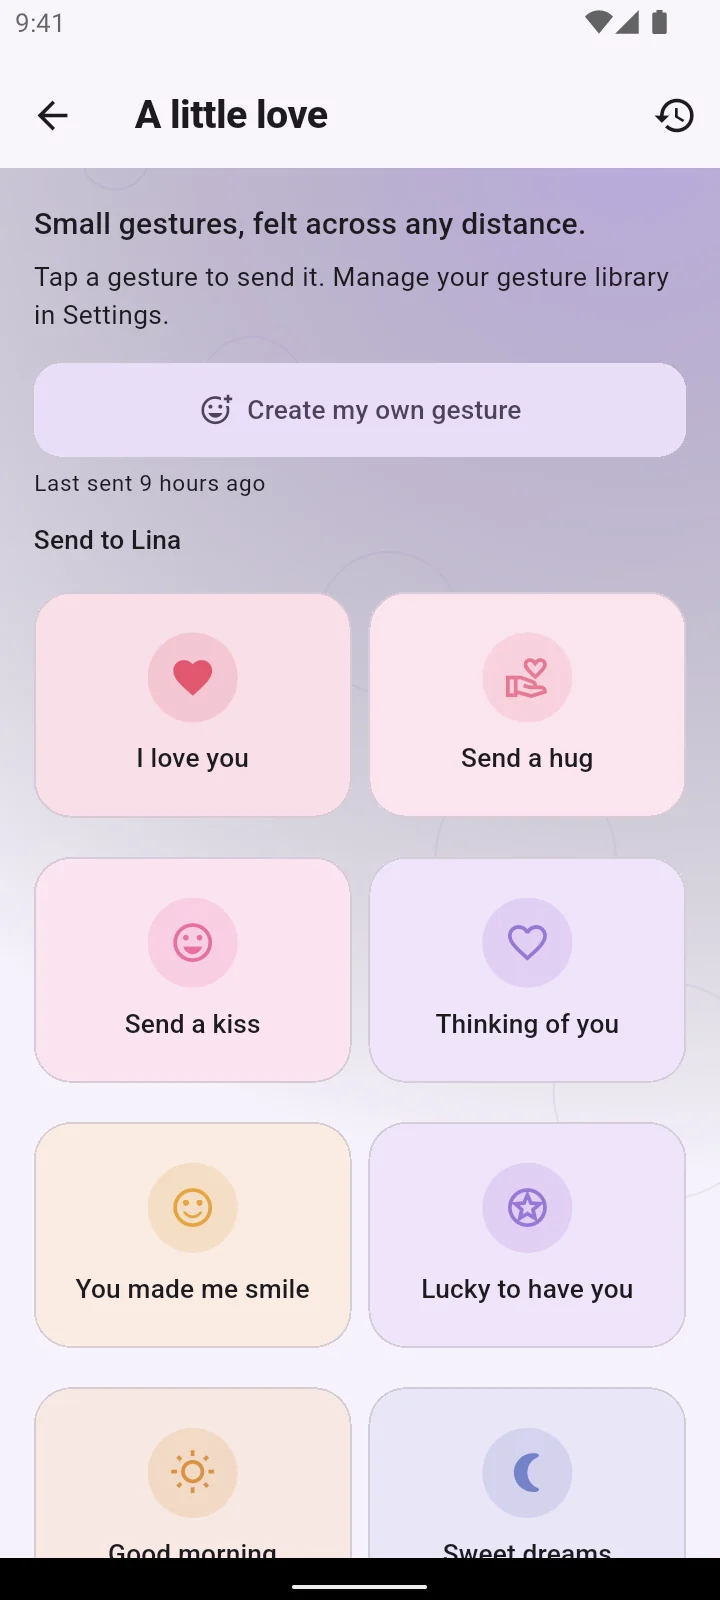 9:41
A little love
Small gestures, felt across any distance.
Tap a gesture to send it. Manage your gesture library
in Settings.
Create my own gesture
Last sent 9 hours ago
Send to Lina
I love you
Send a hug
Send a kiss
Thinking of you
You made me smile
Lucky to have you
Good morning
Sweet dreams